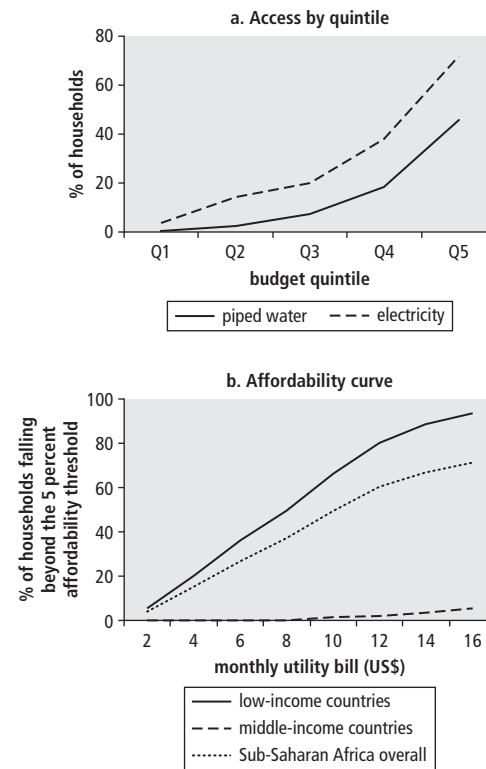 a. Access by quintile
% of households
80
60
40
20
0
Q1 Q2 Q3 Q4 Q5
budget quintile
piped water electricity
b. Affordability curve
% of households falling
beyond the 5 percent
affordability threshold
100
80
60
40
20
0
2 4 6 8 10 12 14 16
monthly utility bill (US$)
low-income countries
middle-income countries
Sub-Saharan Africa overall